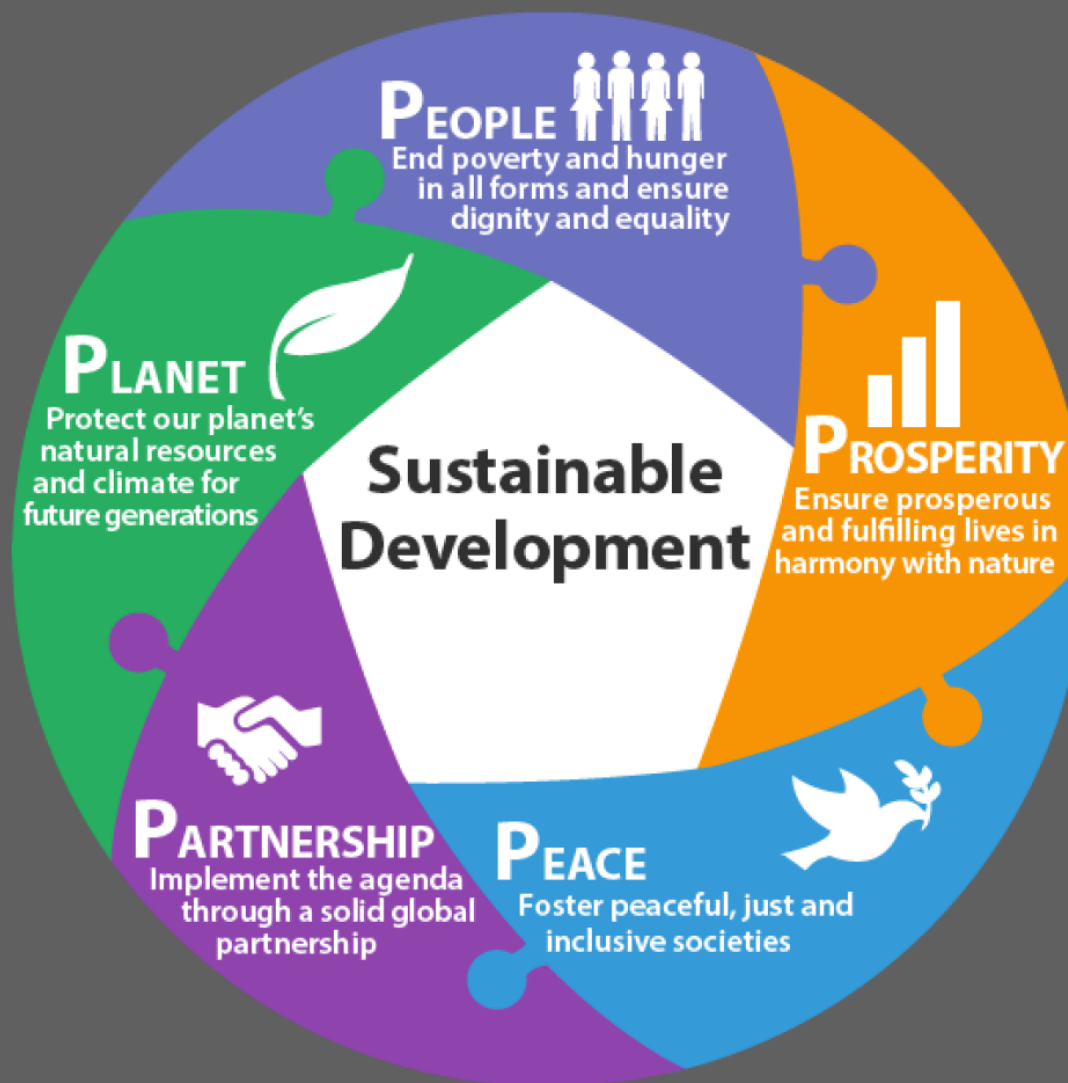 PEOPLE
End poverty and hunger
in all forms and ensure
dignity and equality
PLANET
Protect our planet's
natural resources
and climate for
future generations
Sustainable
Development
PROSPERITY
Ensure prosperous
and fulfilling lives in
harmony with nature
PARTNERSHIP
Implement the agenda
through a solid global
partnership
PEACE
Foster peaceful, just and
inclusive societies